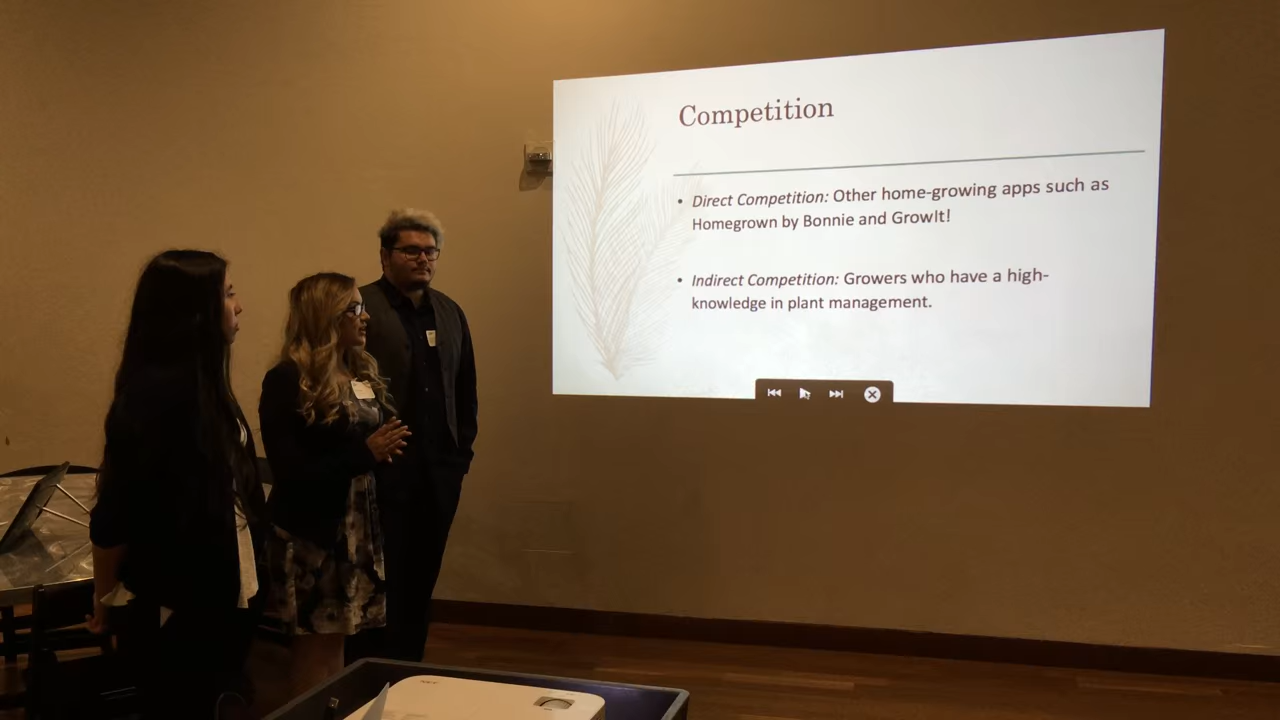 Competition
• Direct Competition: Other home-growing apps such as
Homegrown by Bonnie and GrowIt!
• Indirect Competition: Growers who have a high-
knowledge in plant management.